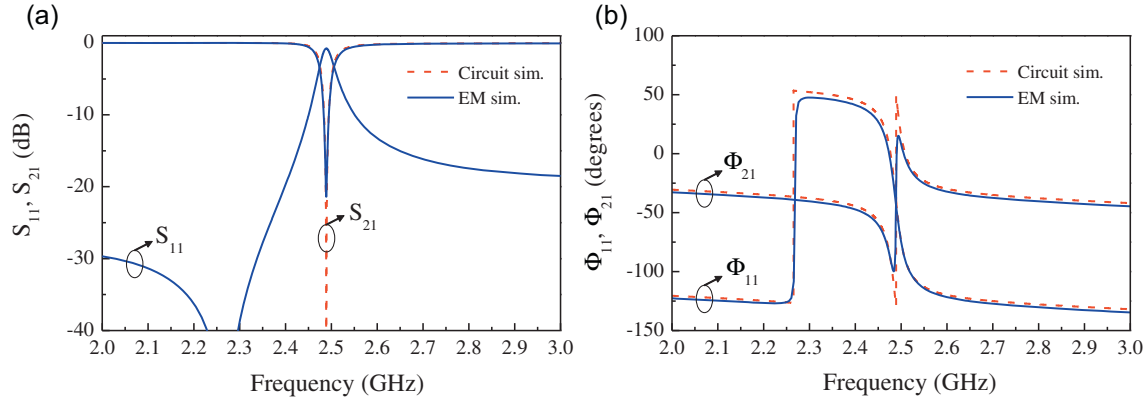 (a)
S11, S21 (dB)
0
-10
-20
-30
-40
2.0 2.1 2.2 2.3 2.4 2.5 2.6 2.7 2.8 2.9 3.0
Frequency (GHz)
Circuit sim.
EM sim.
S21
S11
(b)
Φ11, Φ21 (degrees)
100
50
0
-50
-100
-150
2.0 2.1 2.2 2.3 2.4 2.5 2.6 2.7 2.8 2.9 3.0
Frequency (GHz)
Circuit sim.
EM sim.
Φ21
Φ11